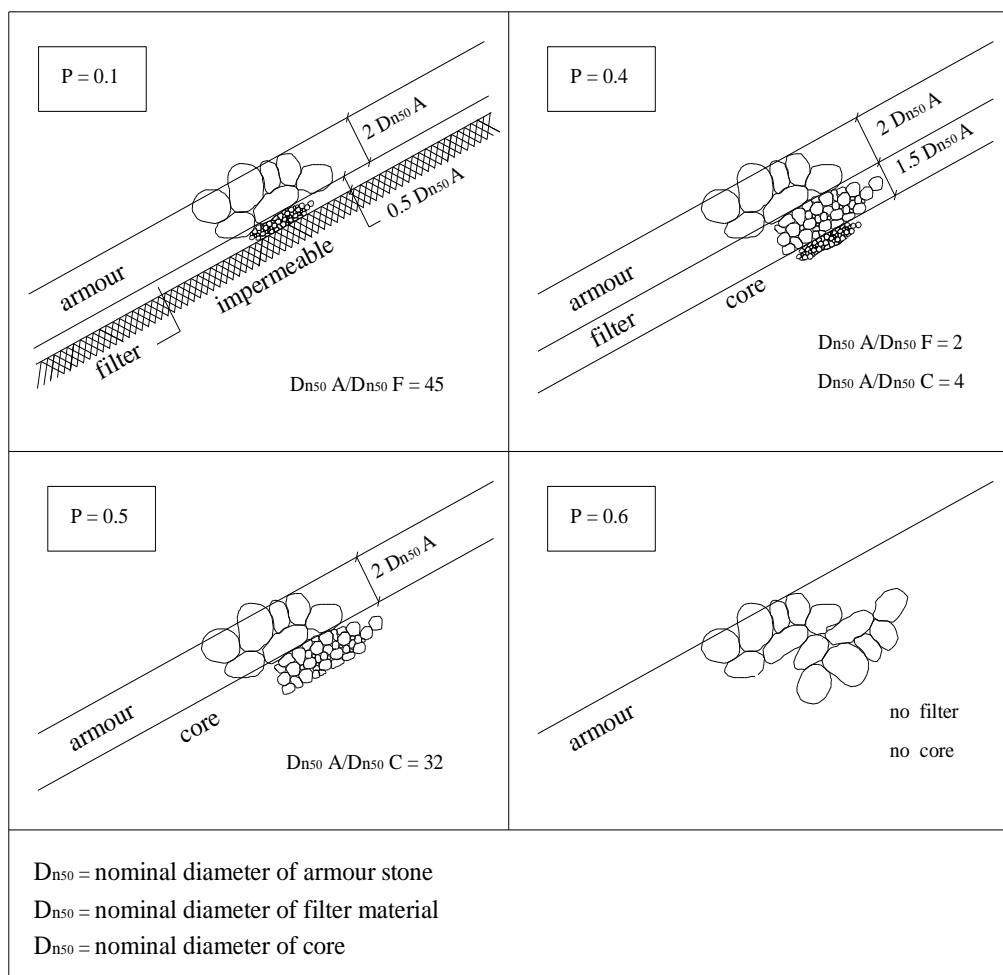 P = 0.1
2 Dn50 A
0.5 Dn50 A
armour
impermeable
filter
Dn50 A/Dn50 F = 45
P = 0.4
2 Dn50 A
1.5 Dn50 A
armour
filter
core
Dn50 A/Dn50 F = 2
Dn50 A/Dn50 C = 4
P = 0.5
2 Dn50 A
armour
core
Dn50 A/Dn50 C = 32
P = 0.6
armour
no filter
no core
Dn50 = nominal diameter of armour stone
Dn50 = nominal diameter of filter material
Dn50 = nominal diameter of core